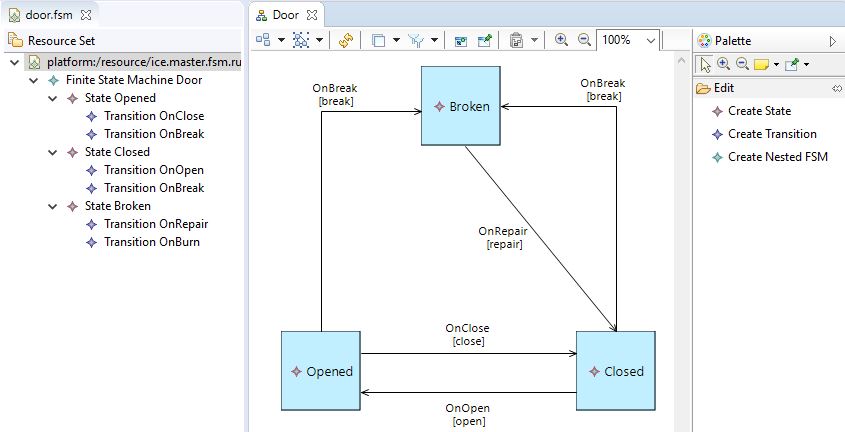 door.fsm
Resource Set
platform:/resource/ice.master.fsm.ru
Finite State Machine Door
State Opened
Transition OnClose
Transition OnBreak
State Closed
Transition OnOpen
Transition OnBreak
State Broken
Transition OnRepair
Transition OnBurn
Door
100%
OnBreak
[break]
Broken
OnBreak
[break]
OnRepair
[repair]
Opened
OnClose
[close]
Closed
OnOpen
[open]
Palette
Edit
Create State
Create Transition
Create Nested FSM